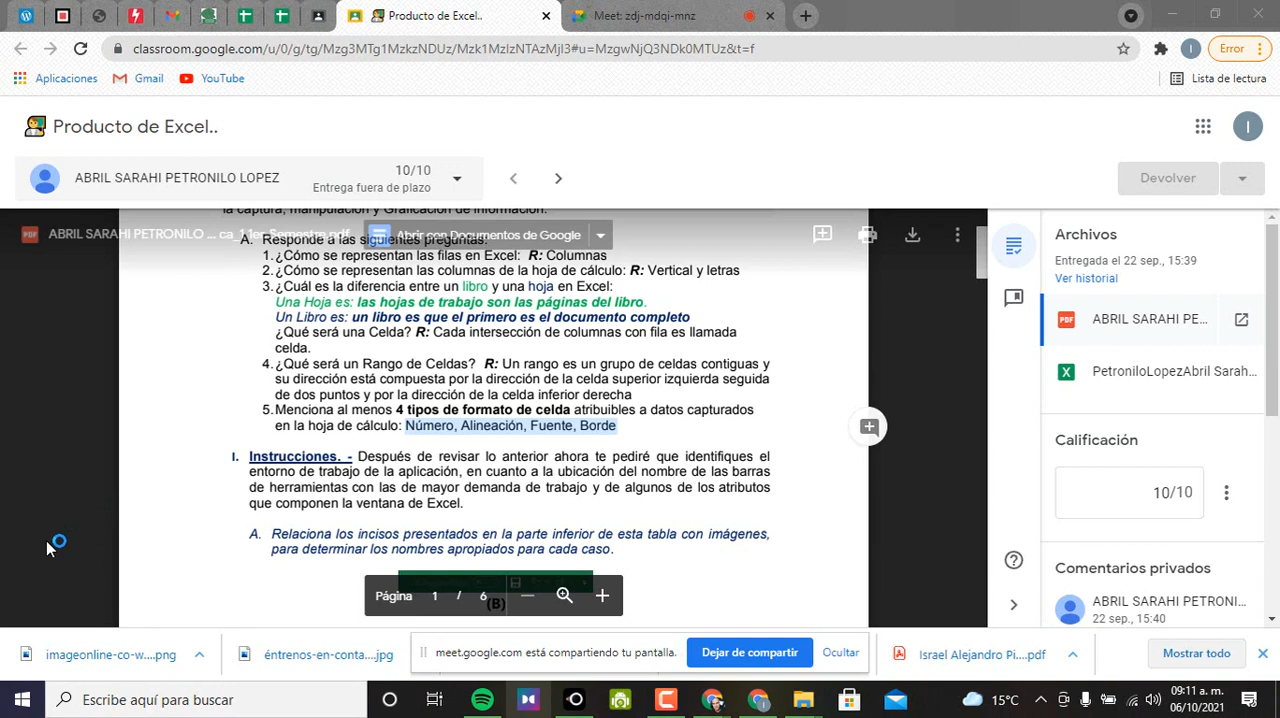 Producto de Excel..
Meet: zdj-mdqi-mnz
classroom.google.com/u/0/g/tg/Mzg3MTg1MzkzNDUz/Mzk1MzIzNTAzMjI3#u=MzgwNjQ3NDk0MTUz&t=f
I
Error
Aplicaciones
Gmail
YouTube
Lista de lectura
Producto de Excel..
I
ABRIL SARAHI PETRONILO LOPEZ
10/10
Entrega fuera de plazo
Devolver
la captura, manipulación y Graficación de información.
ABRIL SARAHI PETRONILO ... ca_1 1er. Semestre.pdf
Abrir con Documentos de Google
A. Responde a las siguientes preguntas:
1. ¿Cómo se representan las filas en Excel: R: Columnas
2. ¿Cómo se representan las columnas de la hoja de cálculo: R: Vertical y letras
3. ¿Cuál es la diferencia entre un libro y una hoja en Excel:
Una Hoja es: las hojas de trabajo son las páginas del libro.
Un Libro es: un libro es que el primero es el documento completo
¿Qué será una Celda? R: Cada intersección de columnas con fila es llamada
celda.
4. ¿Qué será un Rango de Celdas? R: Un rango es un grupo de celdas contiguas y
su dirección está compuesta por la dirección de la celda superior izquierda seguida
de dos puntos y por la dirección de la celda inferior derecha
5. Menciona al menos 4 tipos de formato de celda atribuibles a datos capturados
en la hoja de cálculo: Número, Alineación, Fuente, Borde
I. Instrucciones. - Después de revisar lo anterior ahora te pediré que identifiques el
entorno de trabajo de la aplicación, en cuanto a la ubicación del nombre de las barras
de herramientas con las de mayor demanda de trabajo y de algunos de los atributos
que componen la ventana de Excel.
A. Relaciona los incisos presentados en la parte inferior de esta tabla con imágenes,
para determinar los nombres apropiados para cada caso.
(B)
Página 1 / 6
Archivos
Entregada el 22 sep., 15:39
Ver historial
PDF
ABRIL SARAHI PE...
X
PetroniloLopezAbril Sarah...
Calificación
10/10
Comentarios privados
ABRIL SARAHI PETRONI...
22 sep., 15:40
imageonline-co-w....png
éntrenos-en-conta....jpg
meet.google.com está compartiendo tu pantalla.
Dejar de compartir
Ocultar
Israel Alejandro Pi....pdf
Mostrar todo
Escribe aquí para buscar
15°C
09:11 a. m.
06/10/2021